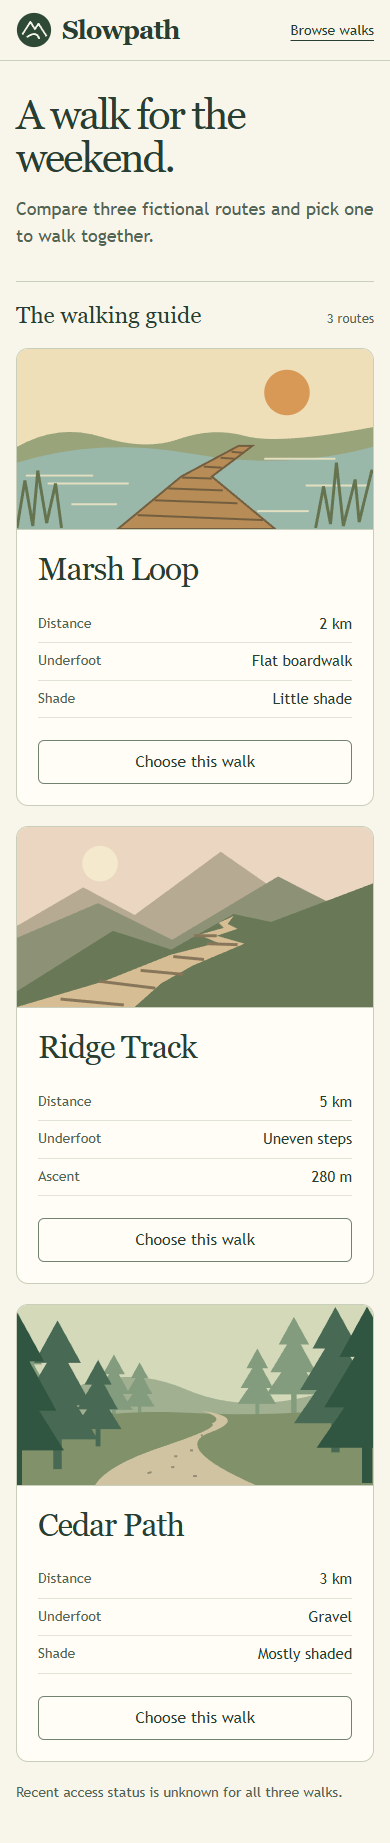 Slowpath
Browse walks
A walk for the
weekend.
Compare three fictional routes and pick one
to walk together.
The walking guide
3 routes
Marsh Loop
Distance
2 km
Underfoot
Flat boardwalk
Shade
Little shade
Choose this walk
Ridge Track
Distance
5 km
Underfoot
Uneven steps
Ascent
280 m
Choose this walk
Cedar Path
Distance
3 km
Underfoot
Gravel
Shade
Mostly shaded
Choose this walk
Recent access status is unknown for all three walks.